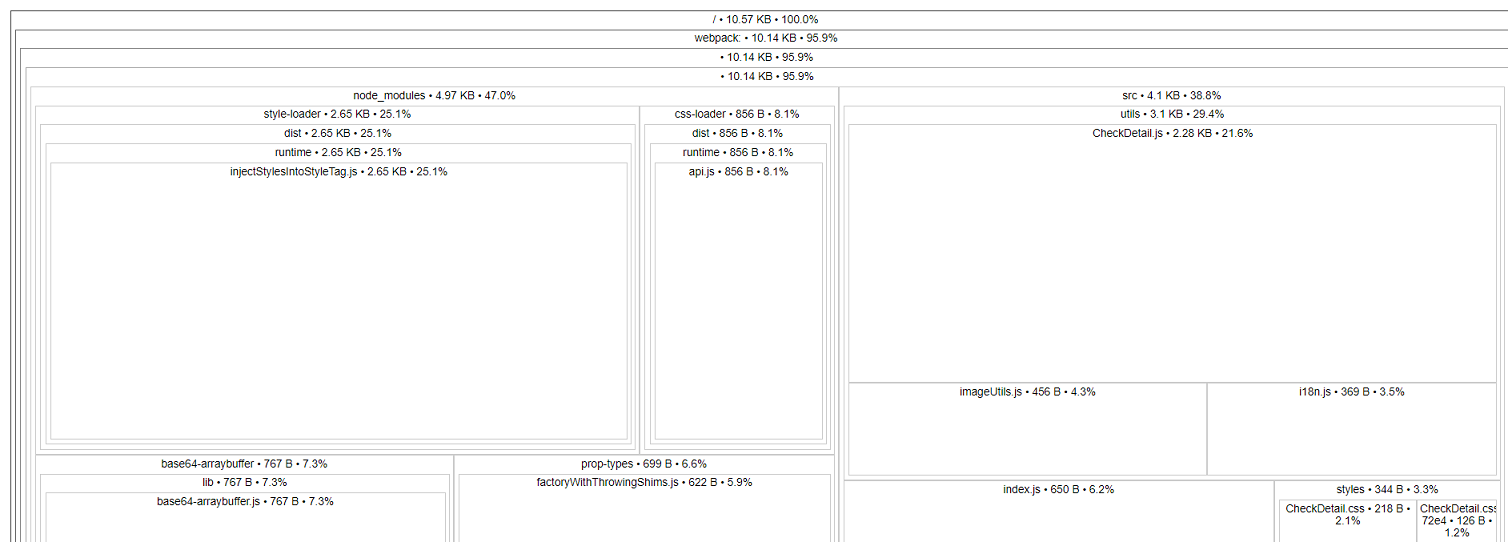 / • 10.57 KB • 100.0%
webpack: • 10.14 KB • 95.9%
• 10.14 KB • 95.9%
• 10.14 KB • 95.9%
node_modules • 4.97 KB • 47.0%
style-loader • 2.65 KB • 25.1%
dist • 2.65 KB • 25.1%
runtime • 2.65 KB • 25.1%
injectStylesIntoStyleTag.js • 2.65 KB • 25.1%
css-loader • 856 B • 8.1%
dist • 856 B • 8.1%
runtime • 856 B • 8.1%
api.js • 856 B • 8.1%
base64-arraybuffer • 767 B • 7.3%
lib • 767 B • 7.3%
base64-arraybuffer.js • 767 B • 7.3%
prop-types • 699 B • 6.6%
factoryWithThrowingShims.js • 622 B • 5.9%
src • 4.1 KB • 38.8%
utils • 3.1 KB • 29.4%
CheckDetail.js • 2.28 KB • 21.6%
imageUtils.js • 456 B • 4.3%
i18n.js • 369 B • 3.5%
index.js • 650 B • 6.2%
styles • 344 B • 3.3%
CheckDetail.css • 218 B •
2.1%
CheckDetail.css
72e4 • 126 B •
1.2%